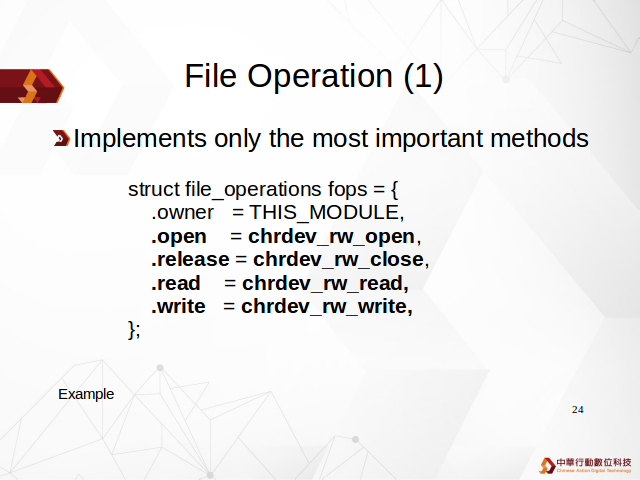 File Operation (1)
Implements only the most important methods
struct file_operations fops = {
.owner = THIS_MODULE,
.open = chrdev_rw_open,
.release = chrdev_rw_close,
.read = chrdev_rw_read,
.write = chrdev_rw_write,
};
Example
24
中華行動數位科技
Chinese Action Digital Technology